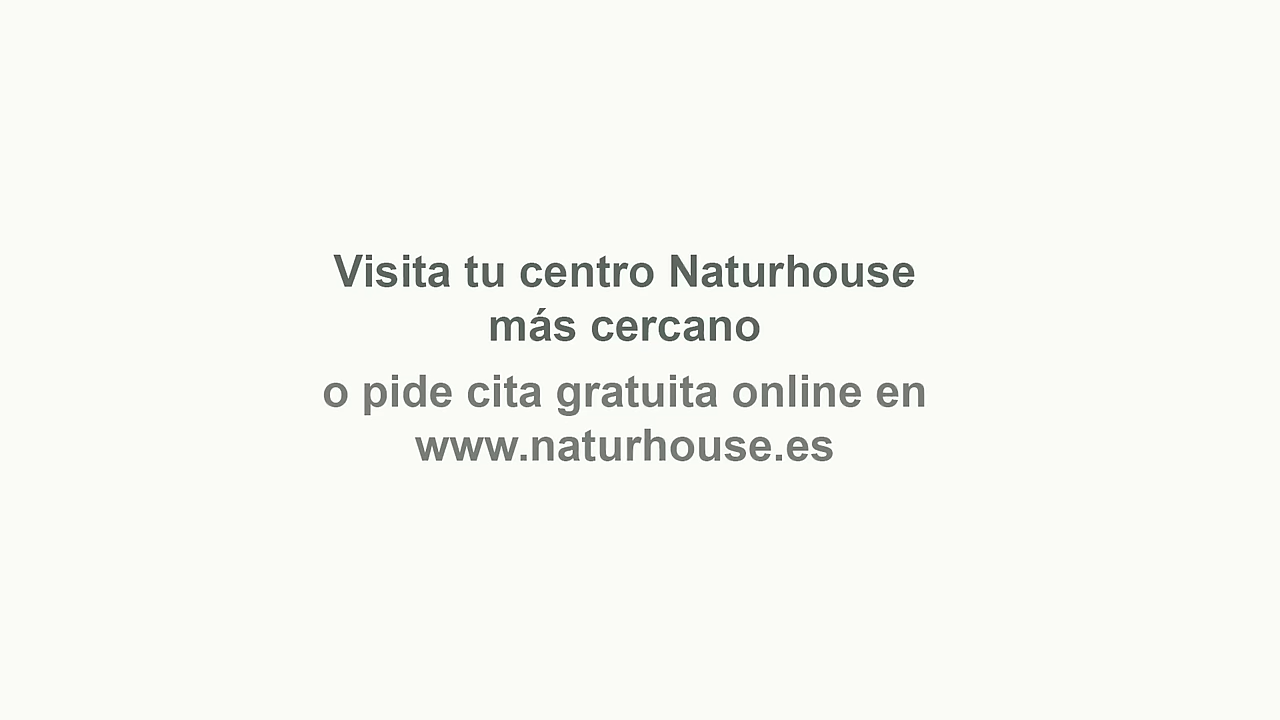 Visita tu centro Naturhouse
más cercano
o pide cita gratuita online en
www.naturhouse.es